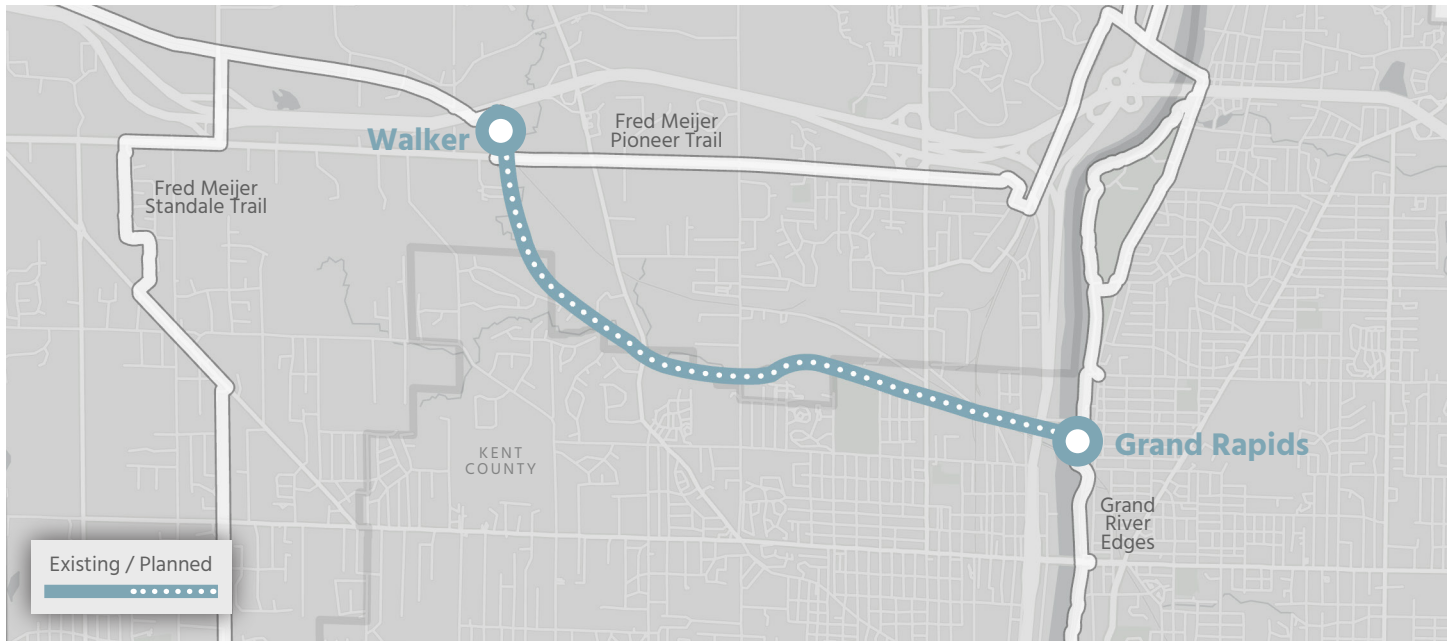 Walker
Fred Meijer
Pioneer Trail
Fred Meijer
Standale Trail
KENT
COUNTY
Grand Rapids
Grand
River
Edges
Existing / Planned